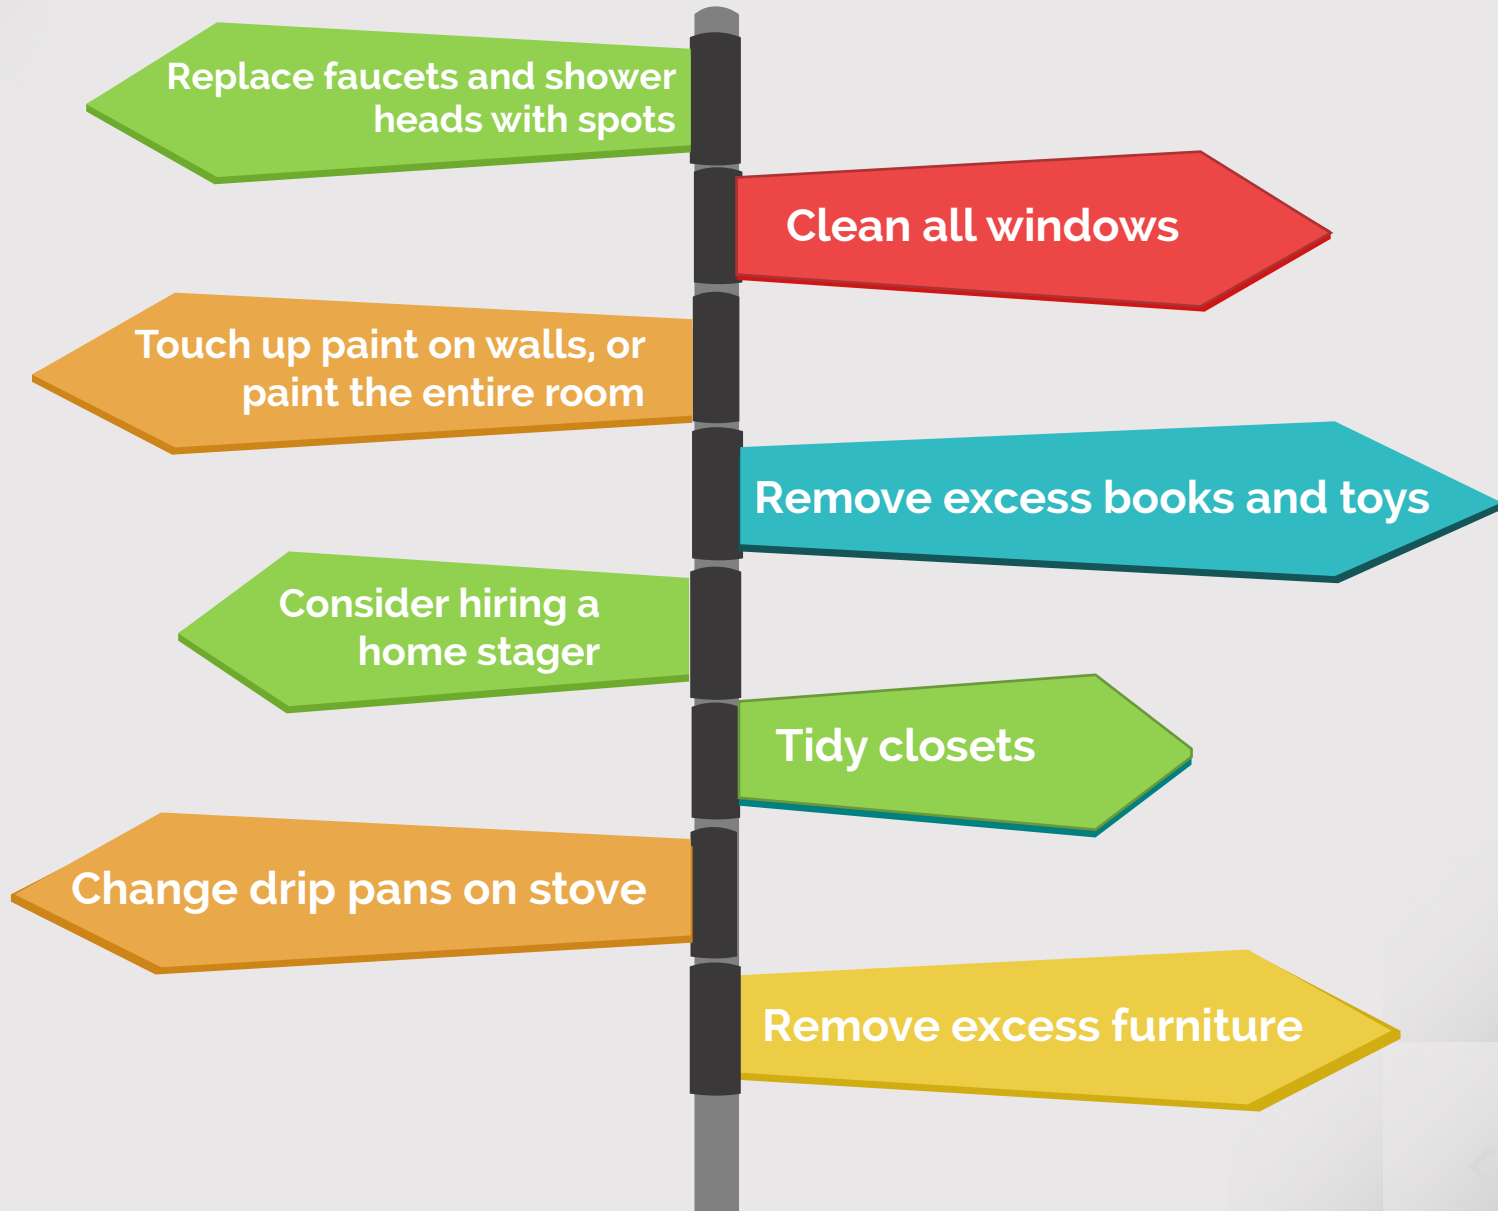 Replace faucets and shower
heads with spots
Clean all windows
Touch up paint on walls, or
paint the entire room
Remove excess books and toys
Consider hiring a
home stager
Tidy closets
Change drip pans on stove
Remove excess furniture